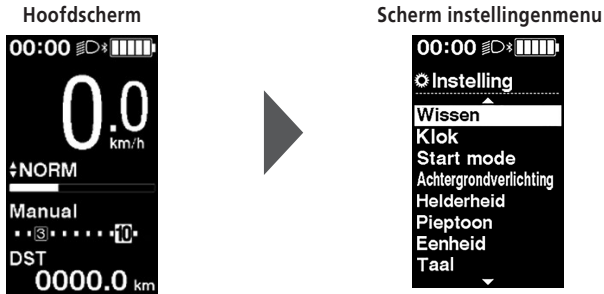 Hoofdscherm
00:00
0.0
km/h
NORM
Manual
3 10
DST
0000.0 km
Scherm instellingenmenu
00:00
Instelling
Wissen
Klok
Start mode
Achtergrondverlichting
Helderheid
Pieptoon
Eenheid
Taal